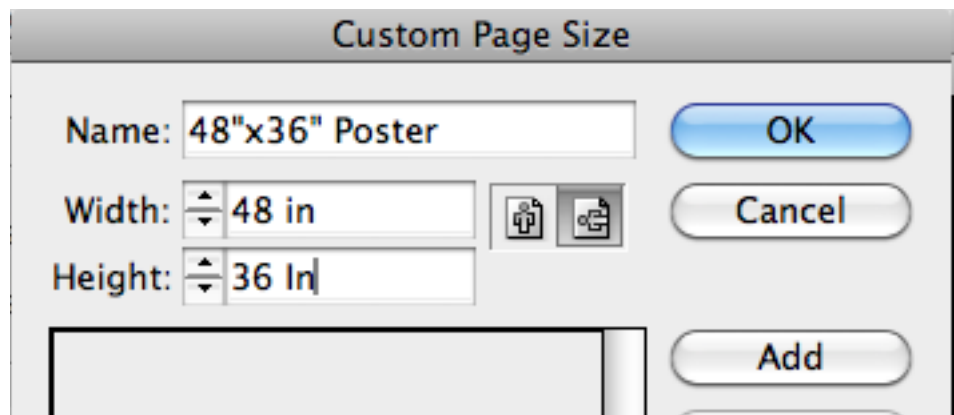 Custom Page Size
Name: 48"x36" Poster
OK
Width: 48 in
Cancel
Height: 36 In
Add